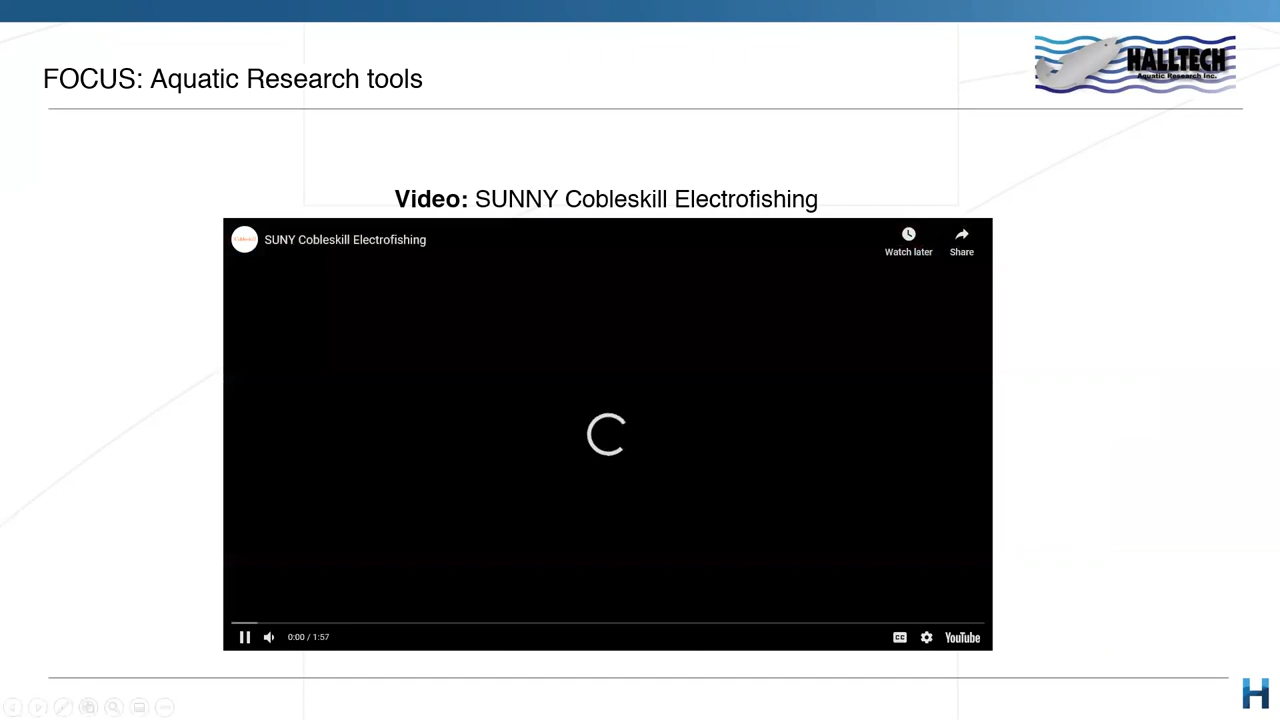 FOCUS: Aquatic Research tools
HALLTECH
Aquatic Research Inc.
Video: SUNNY Cobleskill Electrofishing
SUNY Cobleskill Electrofishing
Watch later
Share
0:00 / 1:57
CC
YouTube
H